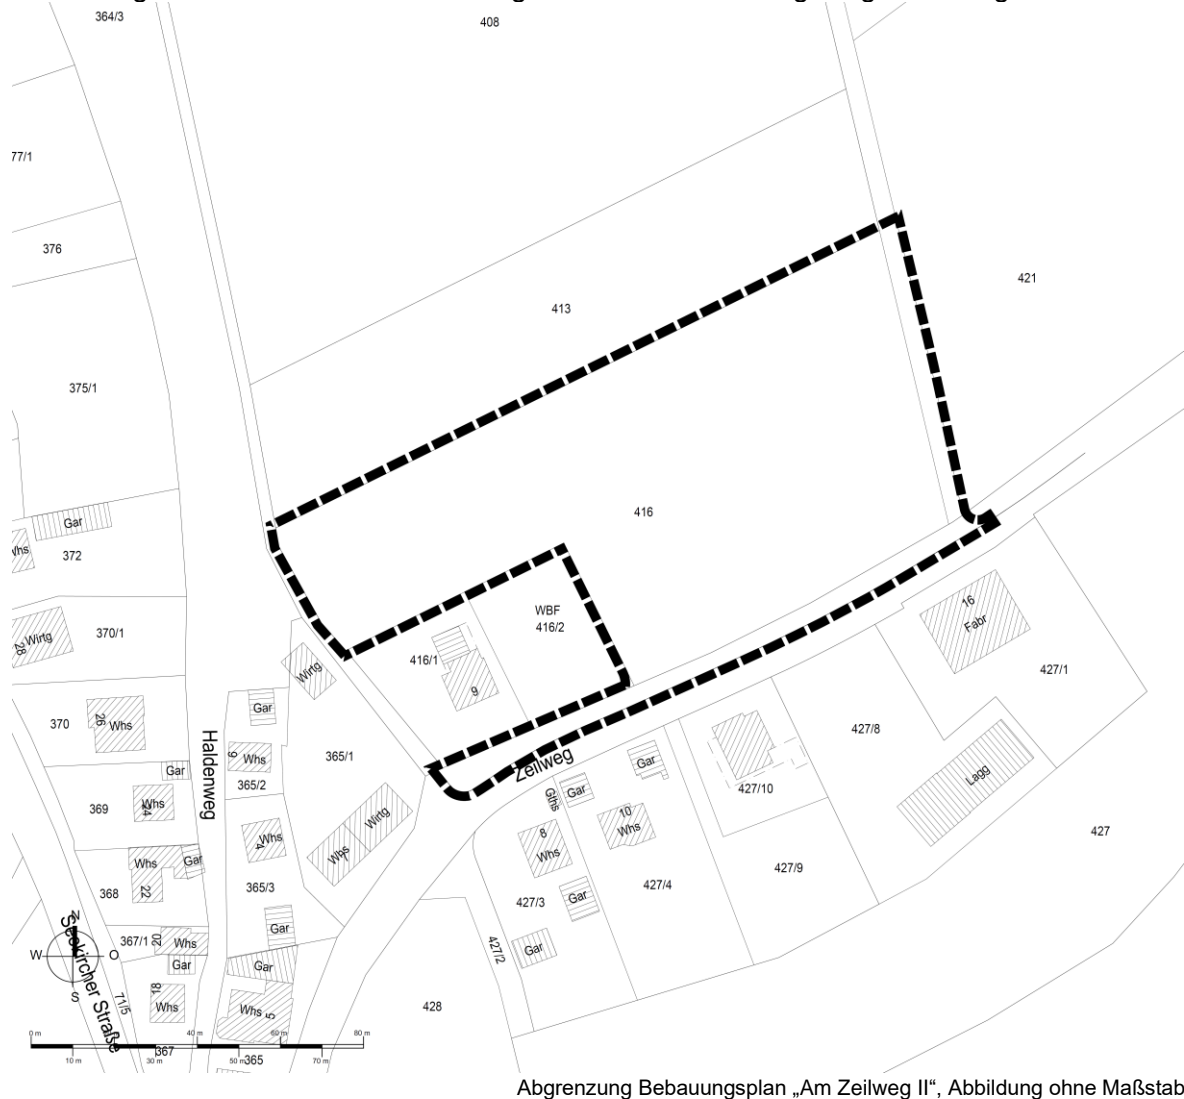 364/3
408
77/1
376
413
421
375/1
416
Gar
Whs
372
WBF
416/2
16
Fabr
Wirtg
28
370/1
416/1
9
Wirtg
427/1
370
26
Whs
Gar
Haldenweg
365/1
427/8
9
Whs
365/2
Zeilweg
Gar
Lagg
Gar
369
Whs
24
Gths
Gar
427/10
Wirtg
10
Whs
427
4
Whs
8
Whs
Whs
7
Whs
Gar
22
368
365/3
427/9
427/4
427/3
Gar
Gar
367/1
20
Whs
Gar
427/2
N
W
O
S
Seekircher Straße
Gar
Gar
18
Whs
71/5
Whs
5
428
0 m
40 m
60 m
80 m
10 m
30 m
50 m
70 m
367
365
Abgrenzung Bebauungsplan „Am Zeilweg II“, Abbildung ohne Maßstab